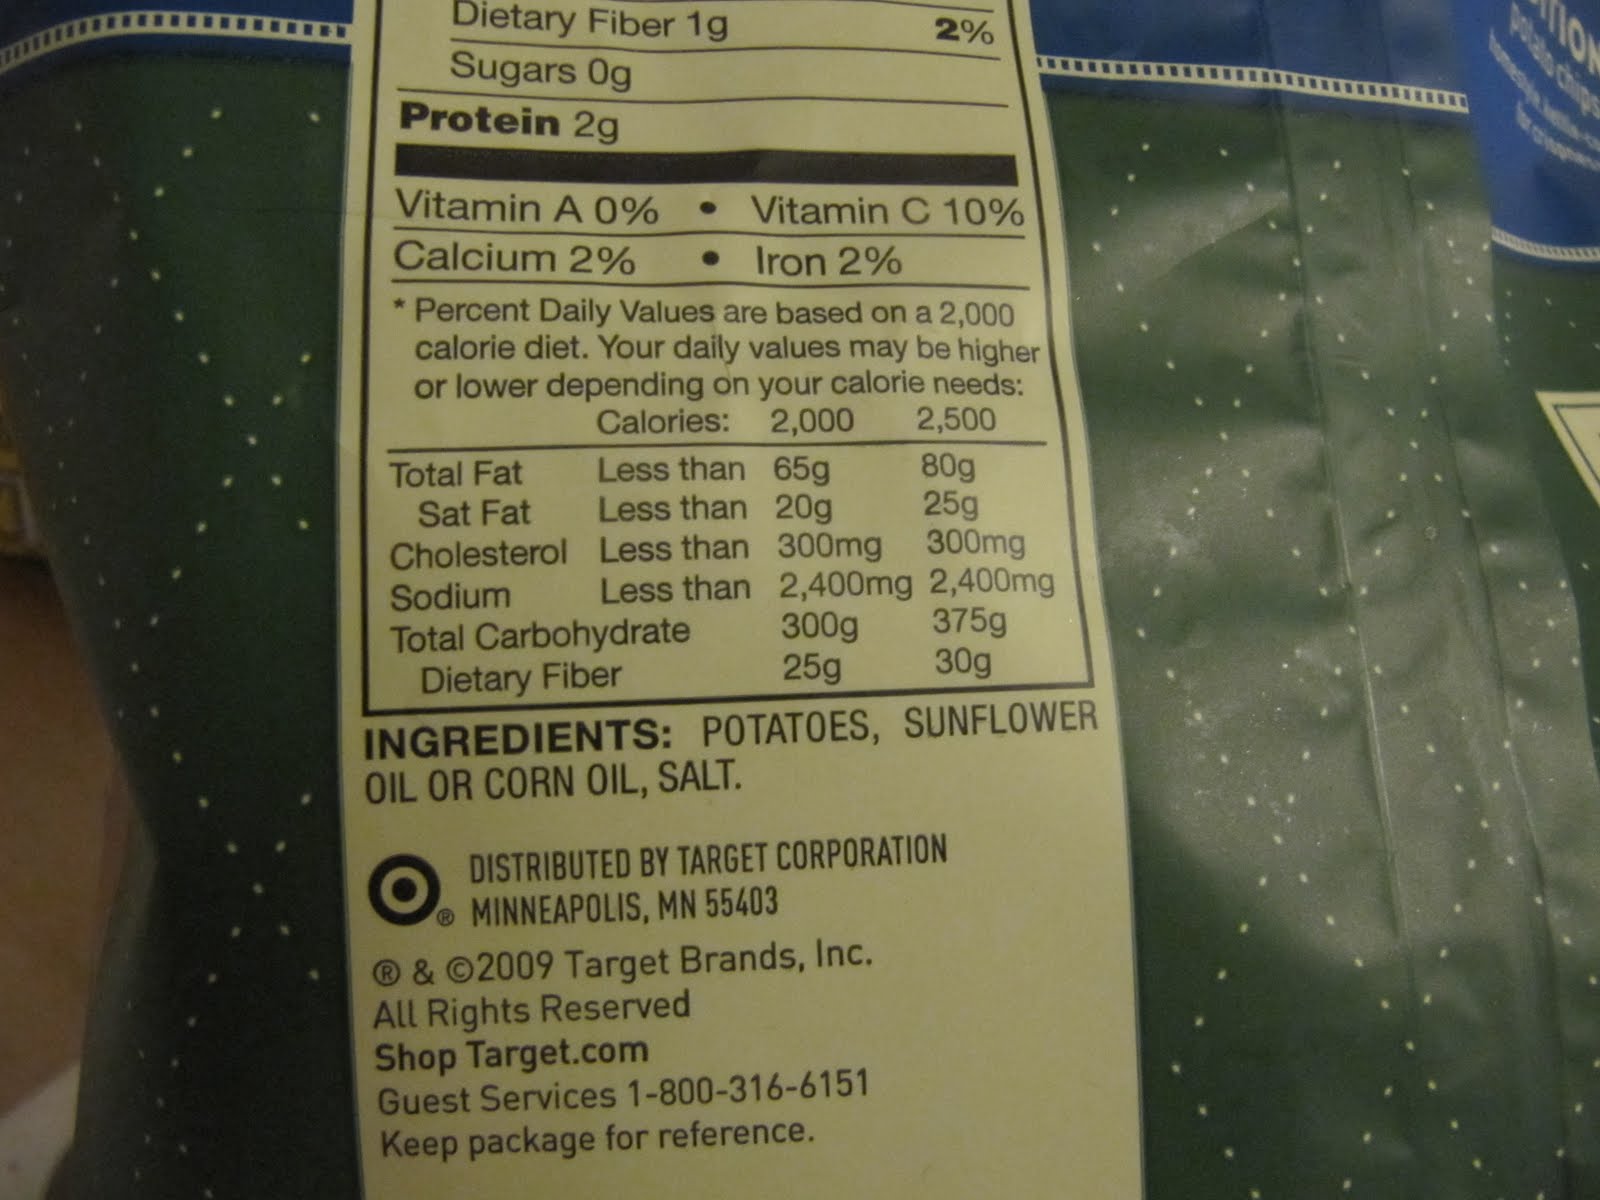 Dietary Fiber 1g 2%
Sugars 0g
Protein 2g
Vitamin A 0% • Vitamin C 10%
Calcium 2% • Iron 2%
* Percent Daily Values are based on a 2,000
calorie diet. Your daily values may be higher
or lower depending on your calorie needs:
Calories: 2,000 2,500
Total Fat Less than 65g 80g
Sat Fat Less than 20g 25g
Cholesterol Less than 300mg 300mg
Sodium Less than 2,400mg 2,400mg
Total Carbohydrate 300g 375g
Dietary Fiber 25g 30g
INGREDIENTS: POTATOES, SUNFLOWER
OIL OR CORN OIL, SALT.
® DISTRIBUTED BY TARGET CORPORATION
MINNEAPOLIS, MN 55403
® & ©2009 Target Brands, Inc.
All Rights Reserved
Shop Target.com
Guest Services 1-800-316-6151
Keep package for reference.
potato chips